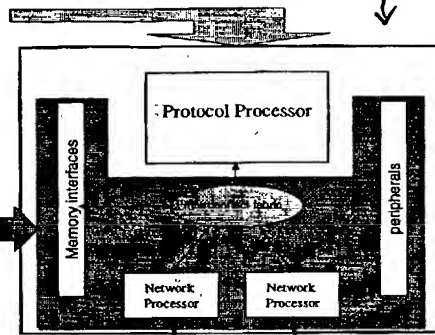 Protocol Processor
Memory interfaces
peripherals
Network
Processor
Network
Processor